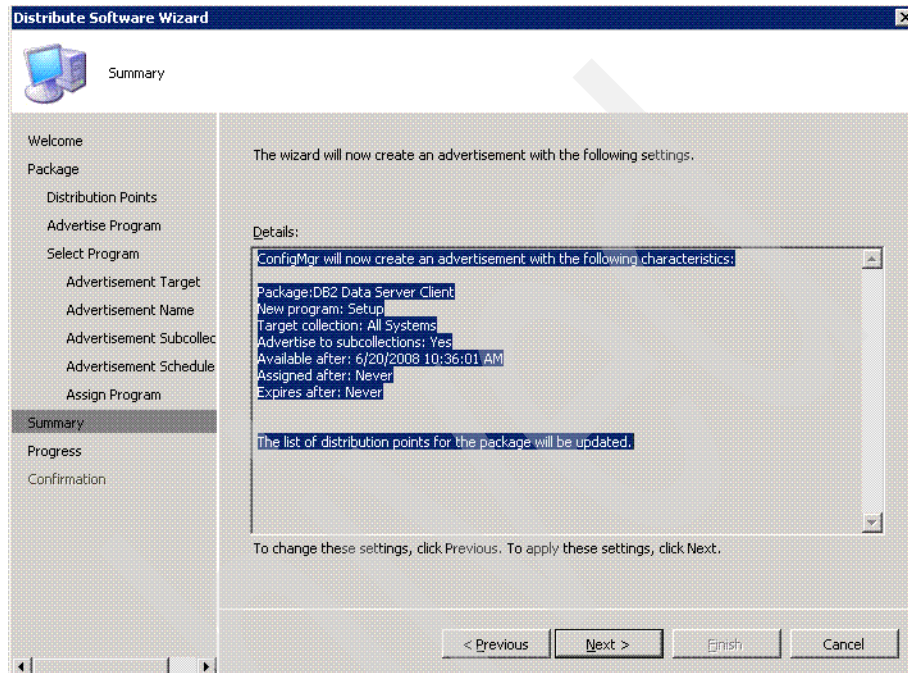 Distribute Software Wizard
Summary
Welcome
Package
Distribution Points
Advertise Program
Select Program
Advertisement Target
Advertisement Name
Advertisement Subcollec
Advertisement Schedule
Assign Program
Summary
Progress
Confirmation
The wizard will now create an advertisement with the following settings.
Details:
ConfigMgr will now create an advertisement with the following characteristics:
Package:DB2 Data Server Client
New program: Setup
Target collection: All Systems
Advertise to subcollections: Yes
Available after: 6/20/2008 10:36:01 AM
Assigned after: Never
Expires after: Never
The list of distribution points for the package will be updated.
To change these settings, click Previous. To apply these settings, click Next.
< Previous
Next >
Finish
Cancel